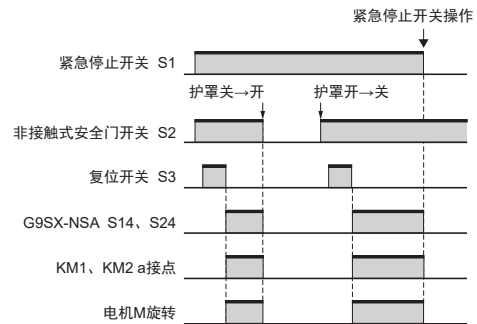 紧急停止开关操作
紧急停止开关 S1
护罩关→开 护罩开→关
非接触式安全门开关 S2
复位开关 S3
G9SX-NSA S14、S24
KM1、KM2 a接点
电机M旋转